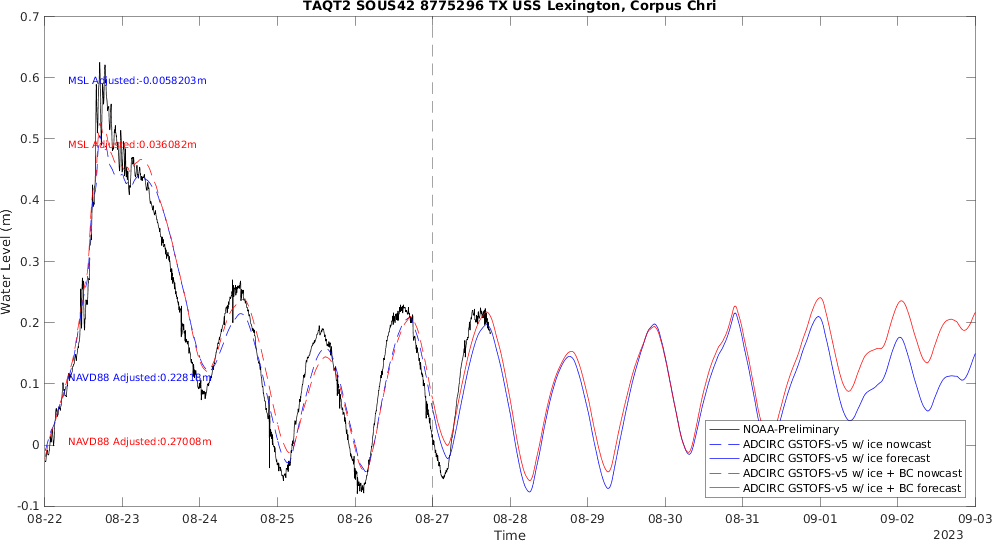 TAQT2 SOUS42 8775296 TX USS Lexington, Corpus Chri
0.7
0.6
0.5
0.4
0.3
0.2
0.1
0
-0.1
Water Level (m)
MSL Adjusted:-0.0058203m
MSL Adjusted:0.036082m
NAVD88 Adjusted:0.22818m
NAVD88 Adjusted:0.27008m
NOAA-Preliminary
ADCIRC GSTOFS-v5 w/ ice nowcast
ADCIRC GSTOFS-v5 w/ ice forecast
ADCIRC GSTOFS-v5 w/ ice + BC nowcast
ADCIRC GSTOFS-v5 w/ ice + BC forecast
08-22 08-23 08-24 08-25 08-26 08-27 08-28 08-29 08-30 08-31 09-01 09-02 09-03
Time
2023